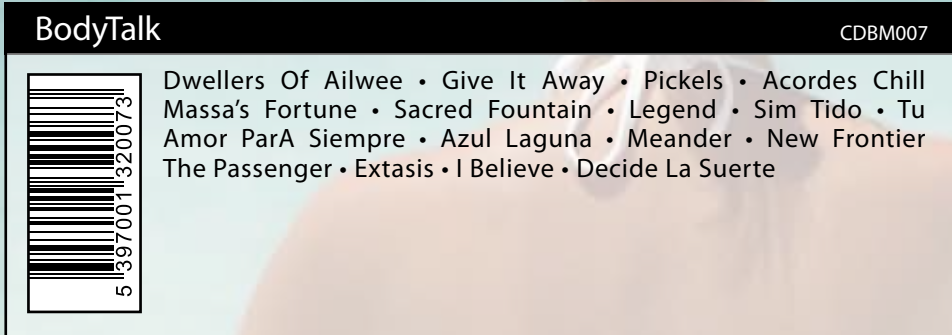 BodyTalk
CDBM007
Dwellers Of Ailwee • Give It Away • Pickels • Acordes Chill
Massa's Fortune • Sacred Fountain • Legend • Sim Tido • Tu
Amor ParA Siempre • Azul Laguna • Meander • New Frontier
The Passenger • Extasis • I Believe • Decide La Suerte
5 397001 320073